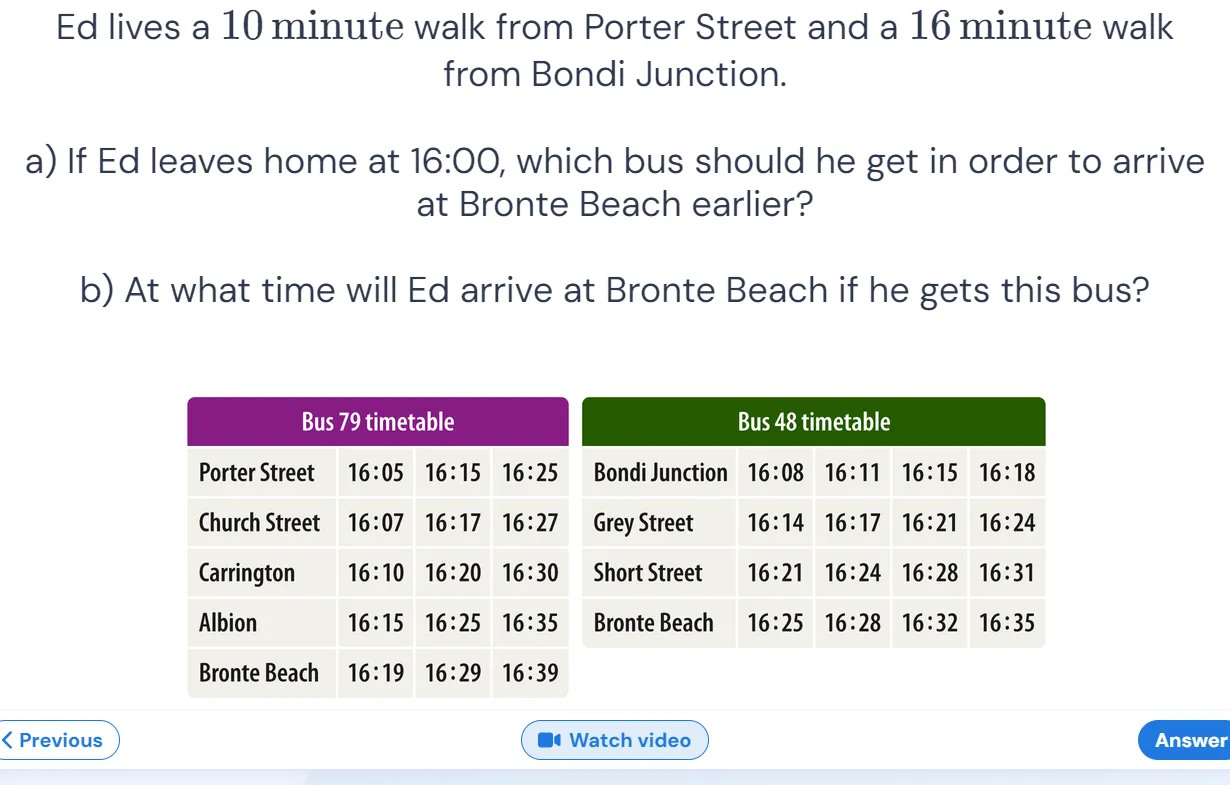 Ed lives a 10 minute walk from Porter Street and a 16 minute walk
from Bondi Junction.
a) If Ed leaves home at 16:00, which bus should he get in order to arrive
at Bronte Beach earlier?
b) At what time will Ed arrive at Bronte Beach if he gets this bus?
Bus 79 timetable
Porter Street 16:05 16:15 16:25
Church Street 16:07 16:17 16:27
Carrington 16:10 16:20 16:30
Albion 16:15 16:25 16:35
Bronte Beach 16:19 16:29 16:39
Bus 48 timetable
Bondi Junction 16:08 16:11 16:15 16:18
Grey Street 16:14 16:17 16:21 16:24
Short Street 16:21 16:24 16:28 16:31
Bronte Beach 16:25 16:28 16:32 16:35
Previous
Watch video
Answer